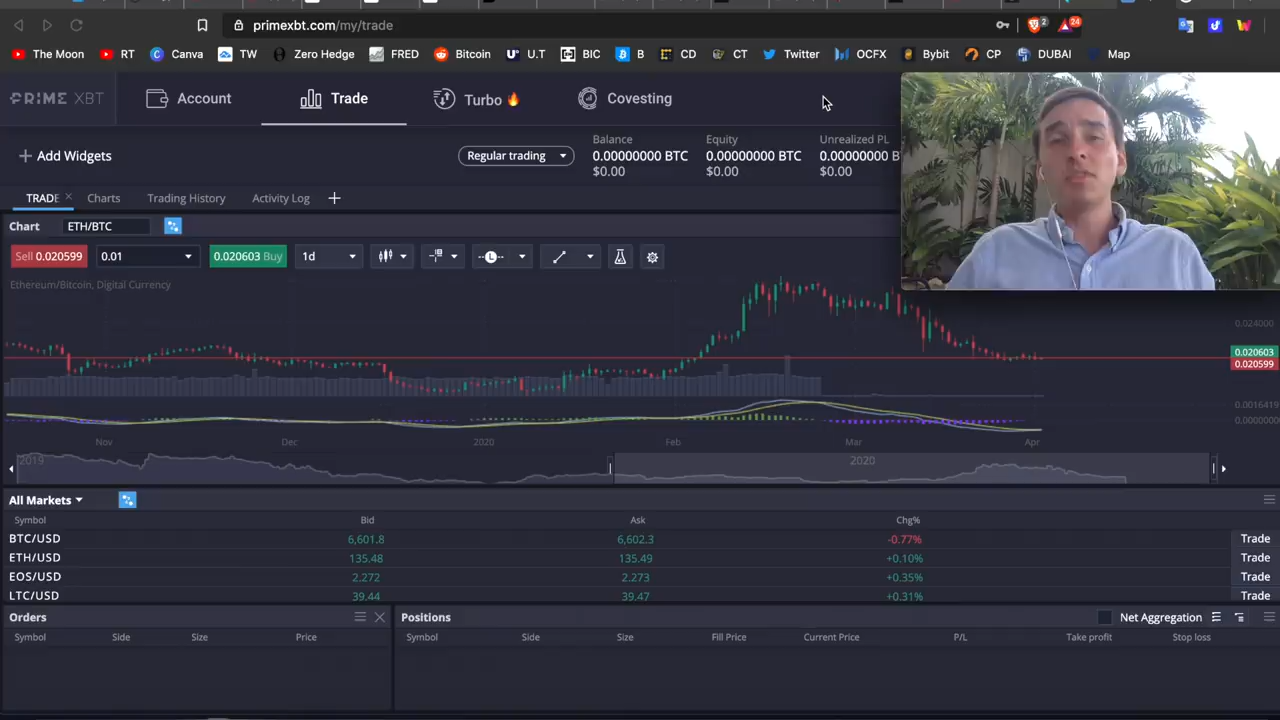 primexbt.com/my/trade
2
24
The Moon
RT
Canva
TW
Zero Hedge
FRED
Bitcoin
U.T
BIC
B
CD
CT
Twitter
OCFX
Bybit
CP
DUBAI
Map
PRIME XBT
Account
Trade
Turbo
Covesting
Add Widgets
Regular trading
Balance
0.00000000 BTC
$0.00
Equity
0.00000000 BTC
$0.00
Unrealized PL
0.00000000 B
$0.00
TRADE
Charts
Trading History
Activity Log
Chart
ETH/BTC
Sell 0.020599
0.01
0.020603 Buy
1d
L
Ethereum/Bitcoin, Digital Currency
0.024000
0.020603
0.020599
0.0016419
0.0000000
Nov Dec 2020 Feb Mar Apr
2019 2020
All Markets
Symbol Bid Ask Chg%
BTC/USD 6,601.8 6,602.3 -0.77% Trade
ETH/USD 135.48 135.49 +0.10% Trade
EOS/USD 2.272 2.273 +0.35% Trade
LTC/USD 39.44 39.47 +0.31% Trade
Orders
Symbol Side Size Price
Positions
Net Aggregation
Symbol Side Size Fill Price Current Price P/L Take profit Stop loss